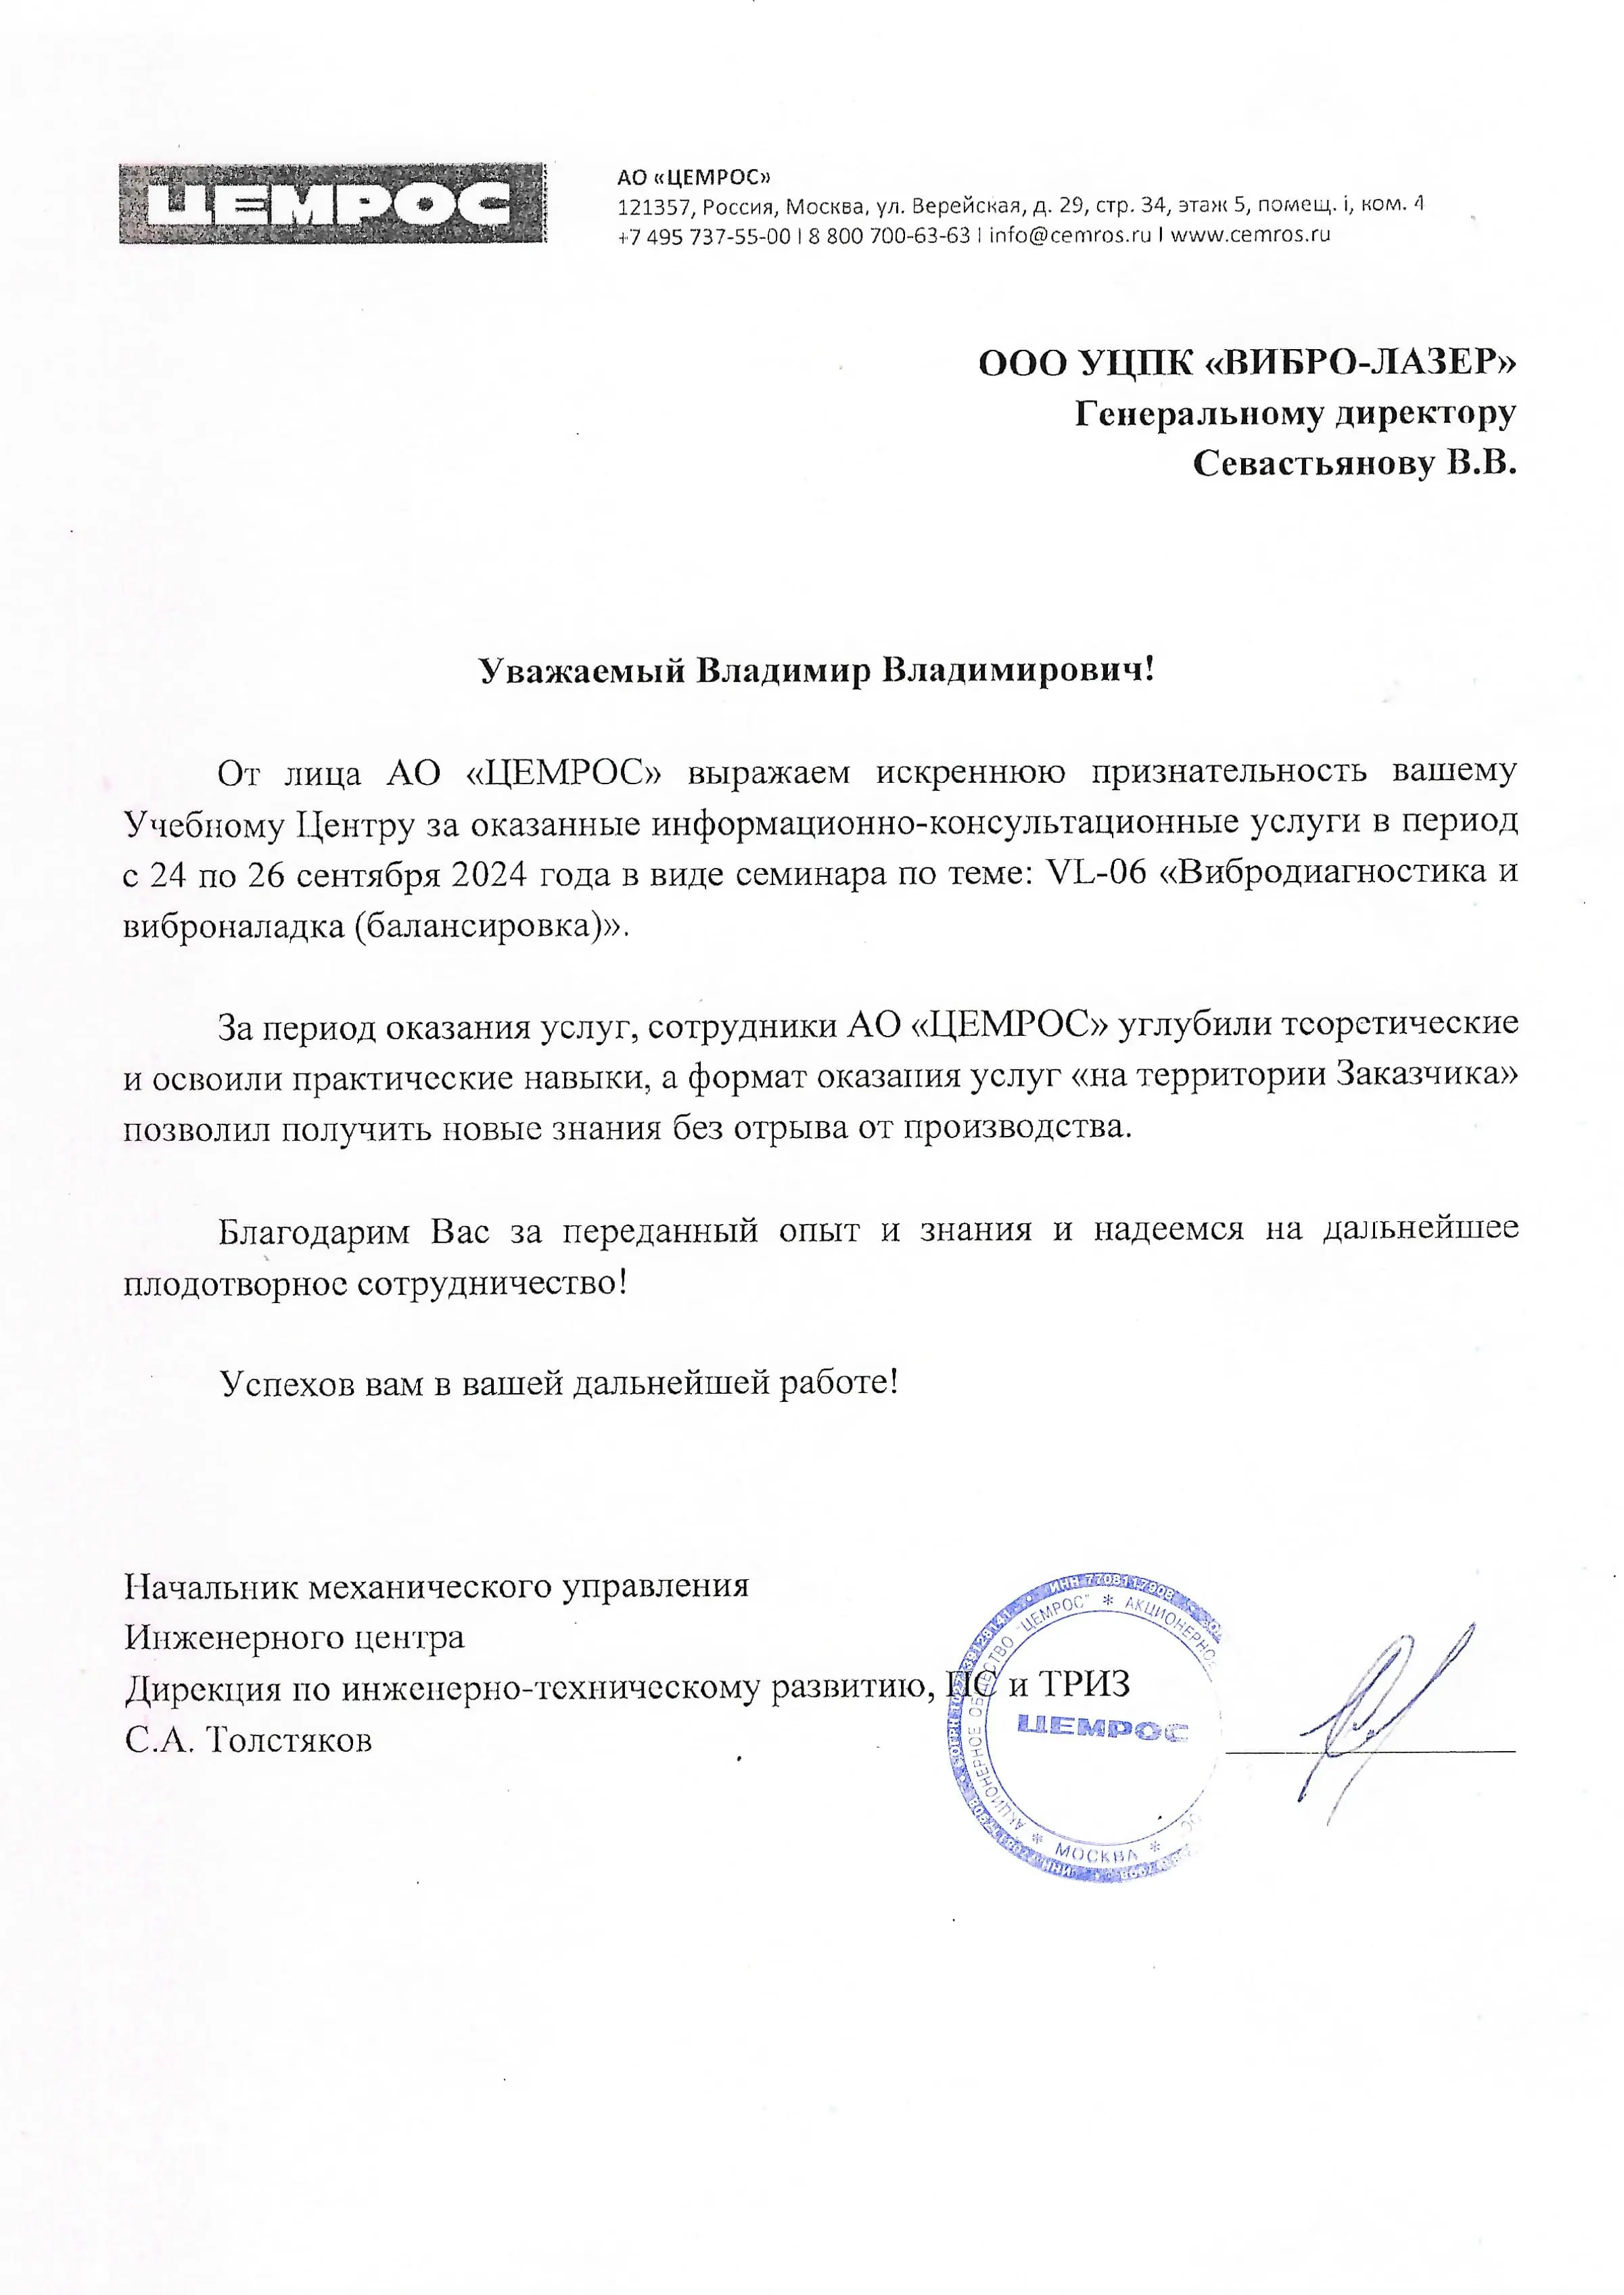 ЦЕМРОС
АО «ЦЕМРОС»
121357, Россия, Москва, ул. Верейская, д. 29, стр. 34, этаж 5, помещ. i, ком. 4
+7 495 737-55-00 I 8 800 700-63-63 I info@cemros.ru I www.cemros.ru
ООО УЦПК «ВИБРО-ЛАЗЕР»
Генеральному директору
Севастьянову В.В.
Уважаемый Владимир Владимирович!
От лица АО «ЦЕМРОС» выражаем искреннюю признательность вашему
Учебному Центру за оказанные информационно-консультационные услуги в период
с 24 по 26 сентября 2024 года в виде семинара по теме: VL-06 «Вибродиагностика и
виброналадка (балансировка)».
За период оказания услуг, сотрудники АО «ЦЕМРОС» углубили теоретические
и освоили практические навыки, а формат оказания услуг «на территории Заказчика»
позволил получить новые знания без отрыва от производства.
Благодарим Вас за переданный опыт и знания и надеемся на дальнейшее
плодотворное сотрудничество!
Успехов вам в вашей дальнейшей работе!
Начальник механического управления
Инженерного центра
Дирекция по инженерно-техническому развитию, ПС и ТРИЗ
С.А. Толстяков
ИНН 7708117908
АКЦИОНЕРНОЕ ОБЩЕСТВО "ЦЕМРОС" * АКЦИОНЕРНОЕ
ЦЕМРОС
* МОСКВА *